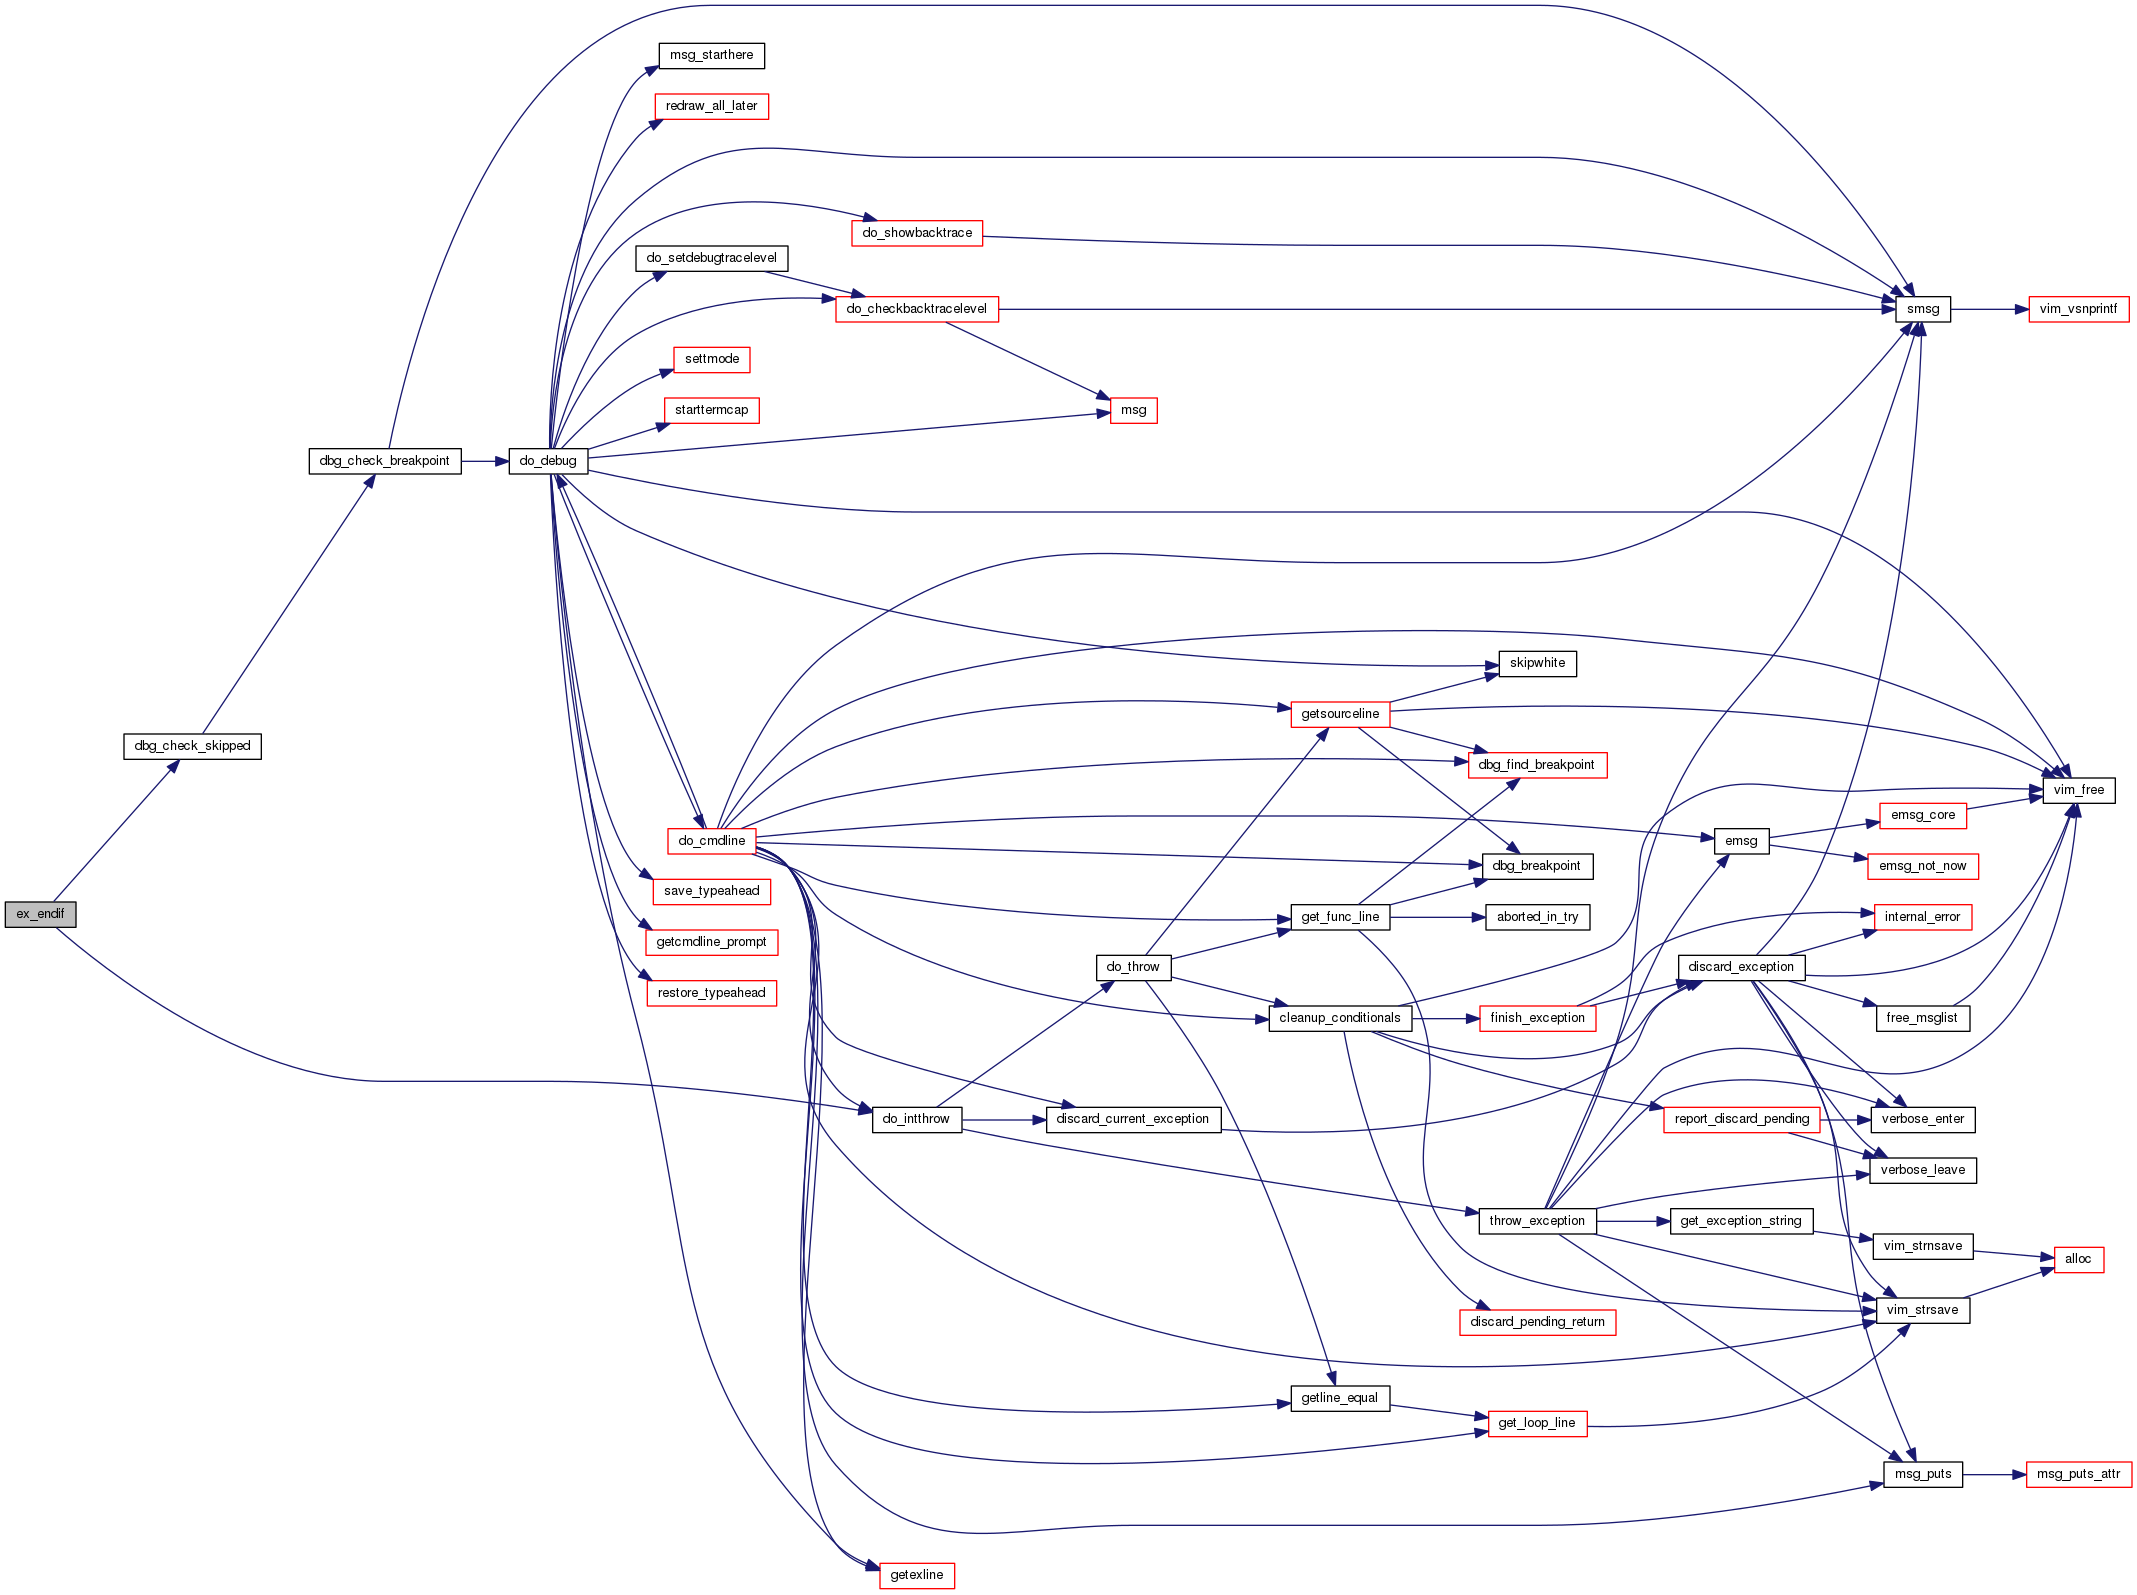 msg_starthere
redraw_all_later
do_showbacktrace
do_setdebugtracelevel
do_checkbacktracelevel
smsg
vim_vsnprintf
settmode
starttermcap
msg
dbg_check_breakpoint
do_debug
skipwhite
getsourceline
dbg_check_skipped
dbg_find_breakpoint
vim_free
emsg_core
do_cmdline
emsg
dbg_breakpoint
emsg_not_now
save_typeahead
ex_endif
get_func_line
aborted_in_try
internal_error
getcmdline_prompt
do_throw
discard_exception
restore_typeahead
cleanup_conditionals
finish_exception
free_msglist
do_intthrow
discard_current_exception
report_discard_pending
verbose_enter
verbose_leave
throw_exception
get_exception_string
vim_strnsave
alloc
vim_strsave
discard_pending_return
getline_equal
get_loop_line
msg_puts
msg_puts_attr
getexline